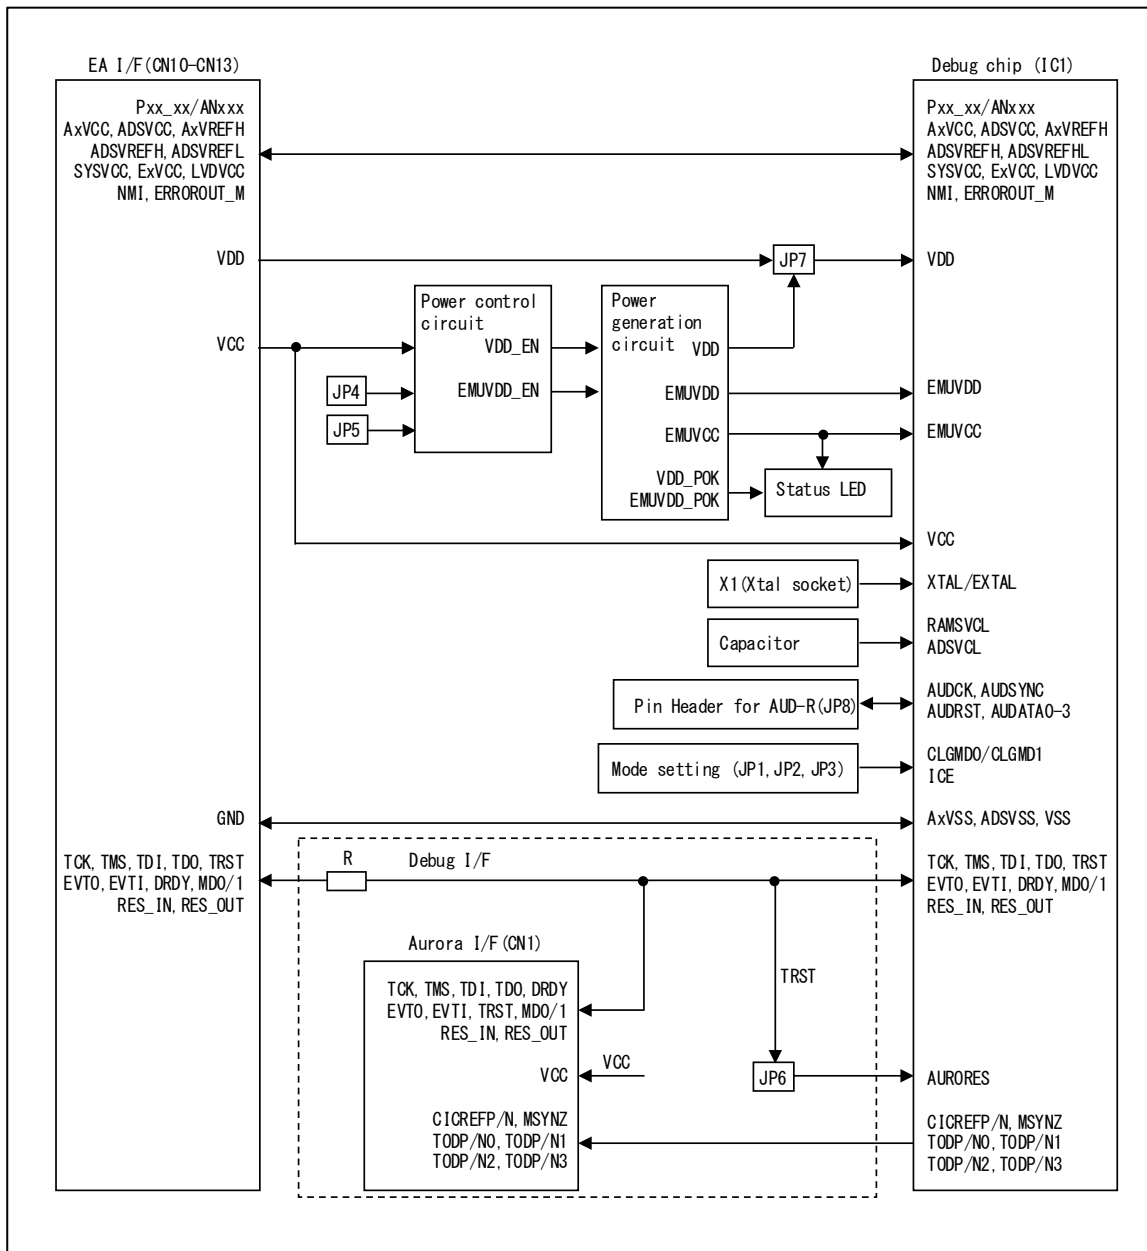 EA I/F(CN10-CN13)
Debug chip (IC1)
Pxx_xx/ANxxx
AxVCC, ADSVCC, AxVREFH
ADSVREFH, ADSVREFL
SYSVCC, ExVCC, LVDVCC
NMI, ERROROUT_M
Pxx_xx/ANxxx
AxVCC, ADSVCC, AxVREFH
ADSVREFH, ADSVREFHL
SYSVCC, ExVCC, LVDVCC
NMI, ERROROUT_M
VDD
JP7
VDD
Power control
circuit
VDD_EN
EMUVDD_EN
Power
generation
circuit
VDD
EMUVDD
EMUVCC
VDD_POK
EMUVDD_POK
VCC
JP4
JP5
EMUVDD
EMUVCC
Status LED
VCC
X1(Xtal socket)
XTAL/EXTAL
Capacitor
RAMSVCL
ADSVCL
Pin Header for AUD-R(JP8)
AUDCK, AUDSYNC
AUDRST, AUDATA0-3
Mode setting (JP1, JP2, JP3)
CLGMD0/CLGMD1
ICE
GND
AxVSS, ADSVSS, VSS
TCK, TMS, TDI, TDO, TRST
EVTO, EVTI, DRDY, MD0/1
RES_IN, RES_OUT
R
Debug I/F
TCK, TMS, TDI, TDO, TRST
EVTO, EVTI, DRDY, MD0/1
RES_IN, RES_OUT
Aurora I/F(CN1)
TCK, TMS, TDI, TDO, DRDY
EVTO, EVTI, TRST, MD0/1
RES_IN, RES_OUT
TRST
VCC
VCC
JP6
AURORES
CICREFP/N, MSYNZ
TODP/N0, TODP/N1
TODP/N2, TODP/N3
CICREFP/N, MSYNZ
TODP/N0, TODP/N1
TODP/N2, TODP/N3